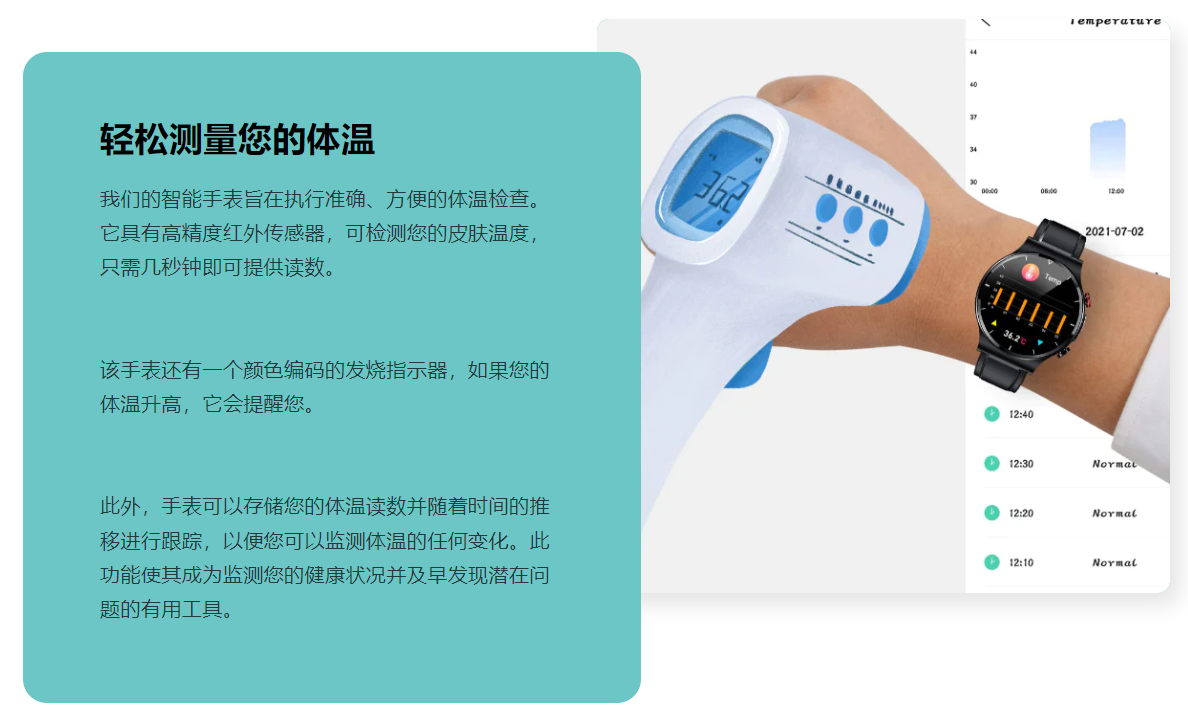 轻松测量您的体温
我们的智能手表旨在执行准确、方便的体温检查。
它具有高精度红外传感器，可检测您的皮肤温度，
只需几秒钟即可提供读数。
该手表还有一个颜色编码的发烧指示器，如果您的
体温升高，它会提醒您。
此外，手表可以存储您的体温读数并随着时间的推
移进行跟踪，以便您可以监测体温的任何变化。此
功能使其成为监测您的健康状况并及早发现潜在问
题的有用工具。
Temperature
44
40
37
34
30
00:00 06:00 12:00
2021-07-02
36.2
Temp
36.2
12:40
12:30 Normal
12:20 Normal
12:10 Normal